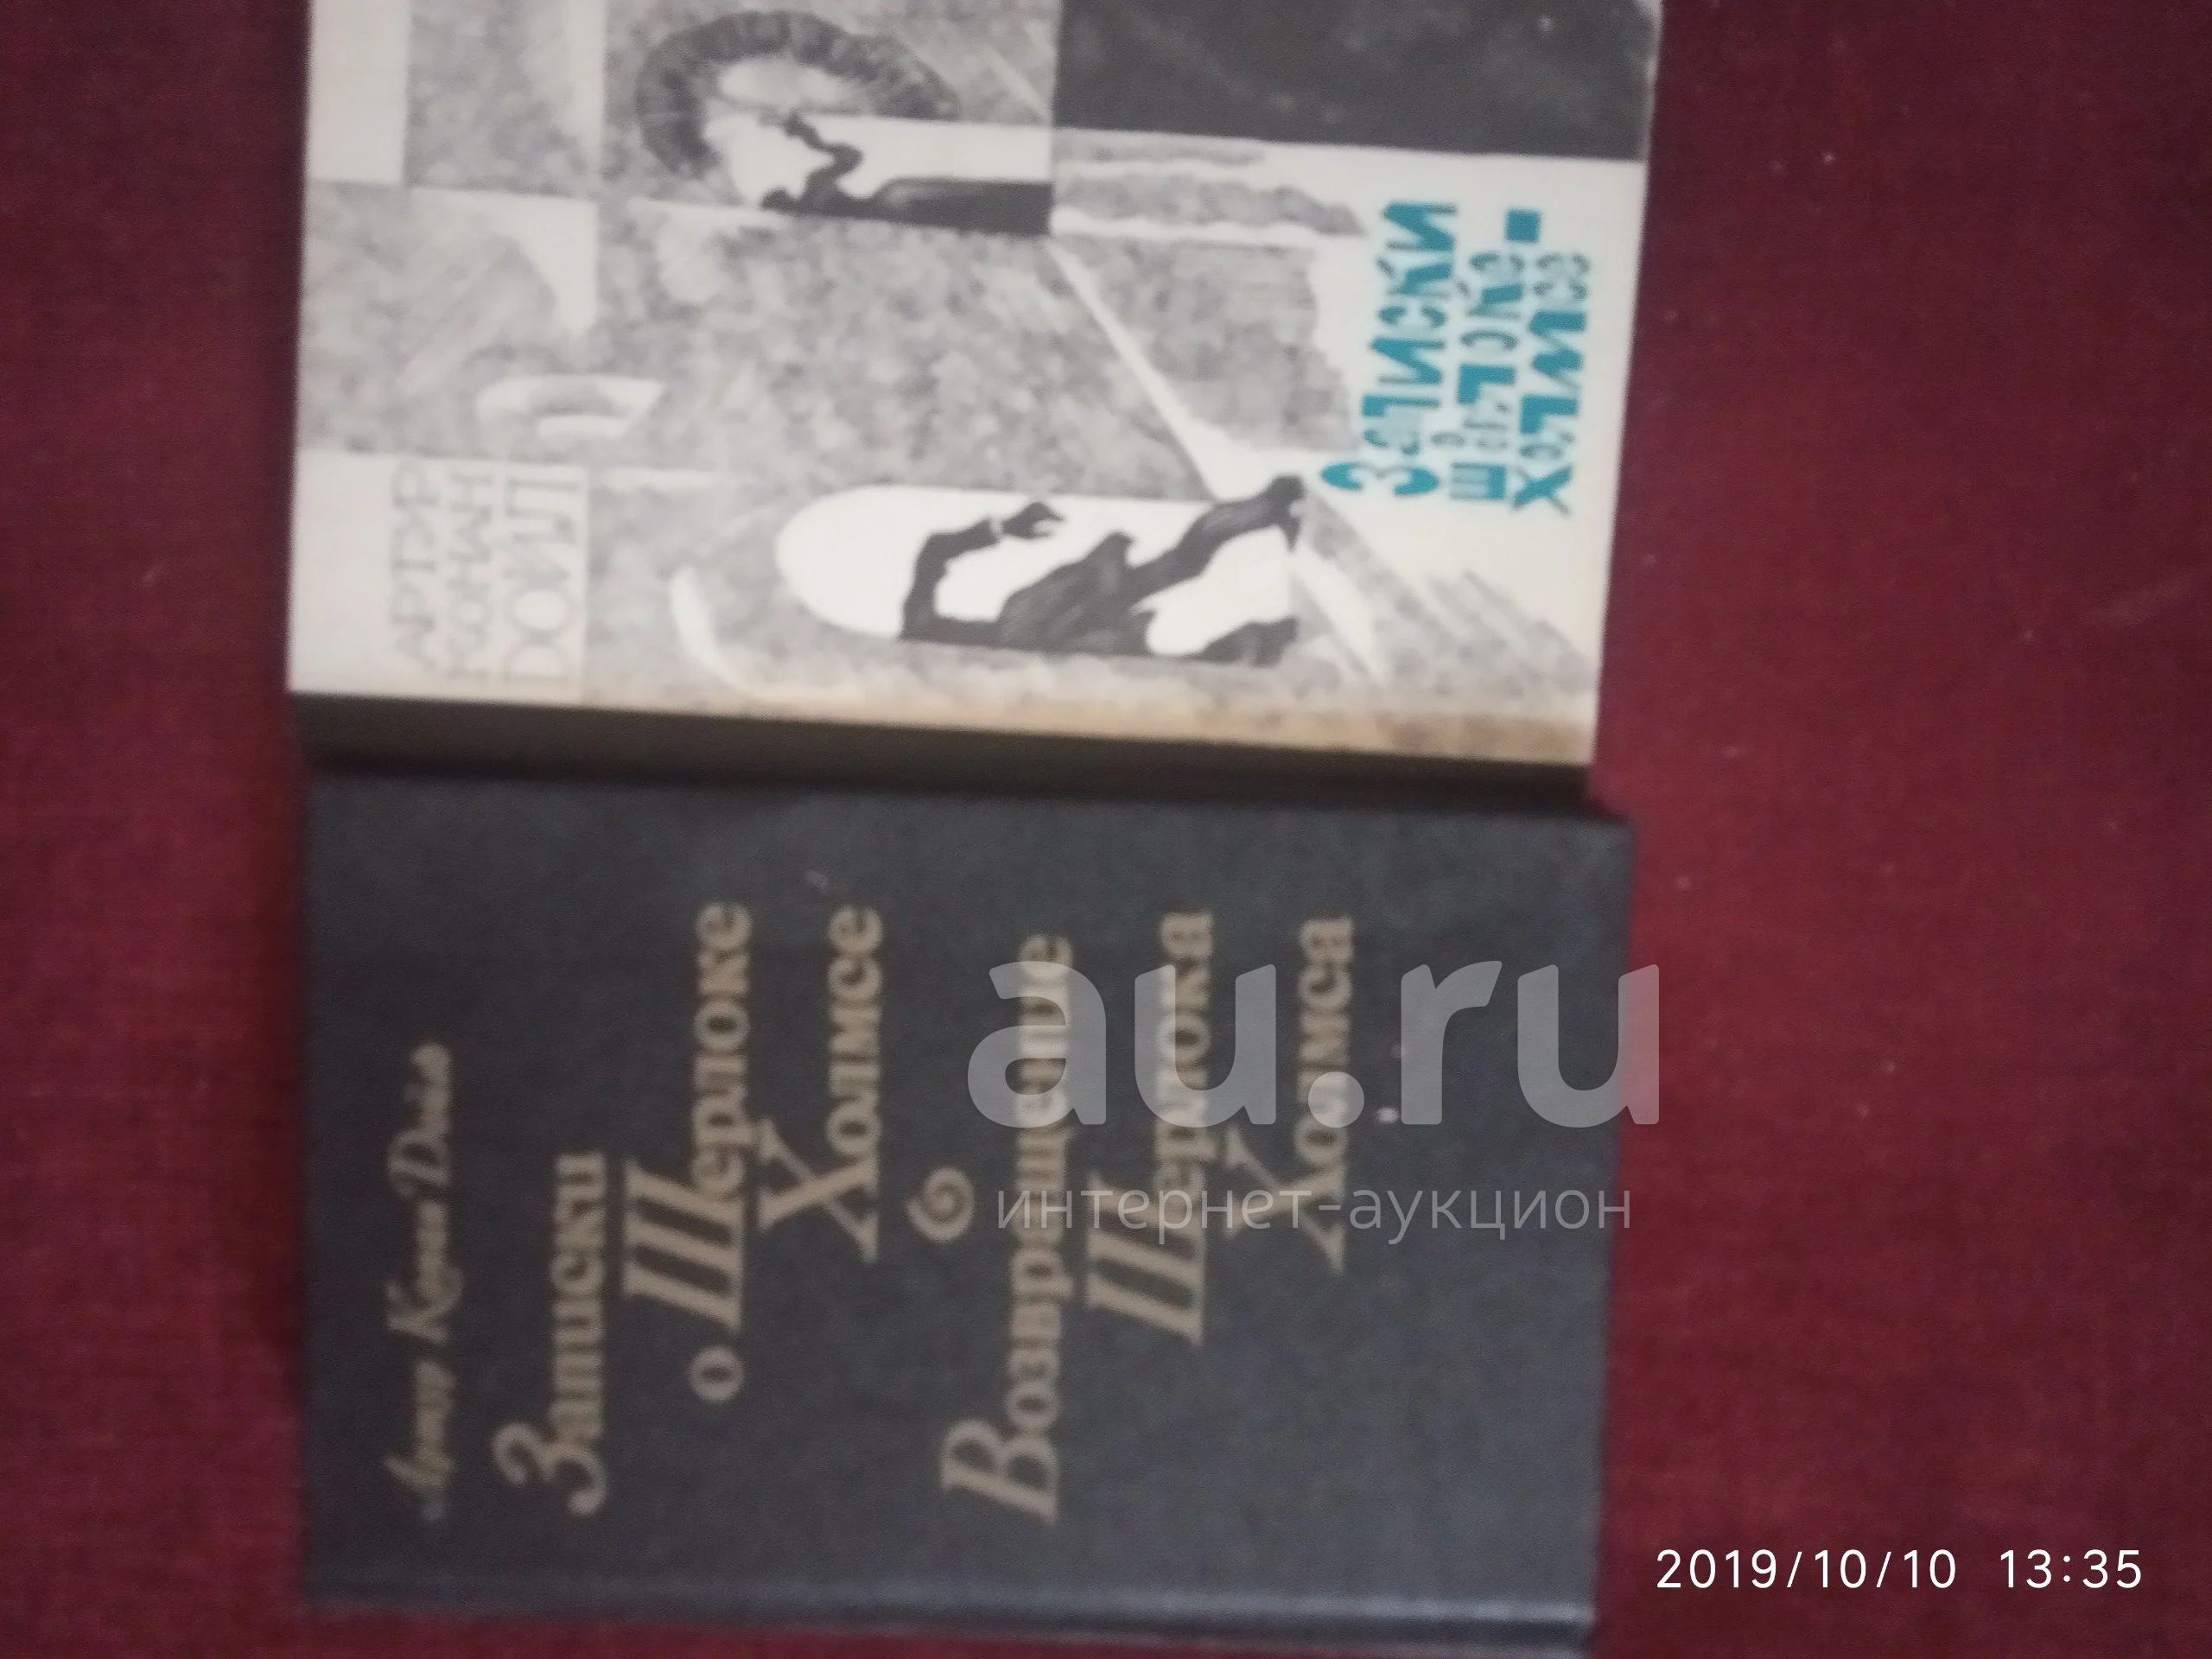 АРТУР
КОНАН
ДОЙЛ
Записки
о
Шерлоке
Холмсе
Артур Конан Дойл
Записки
о Шерлоке
Холмсе
Возвращение
Шерлока
Холмса
au.ru
интернет-аукцион
2019/10/10 13:35